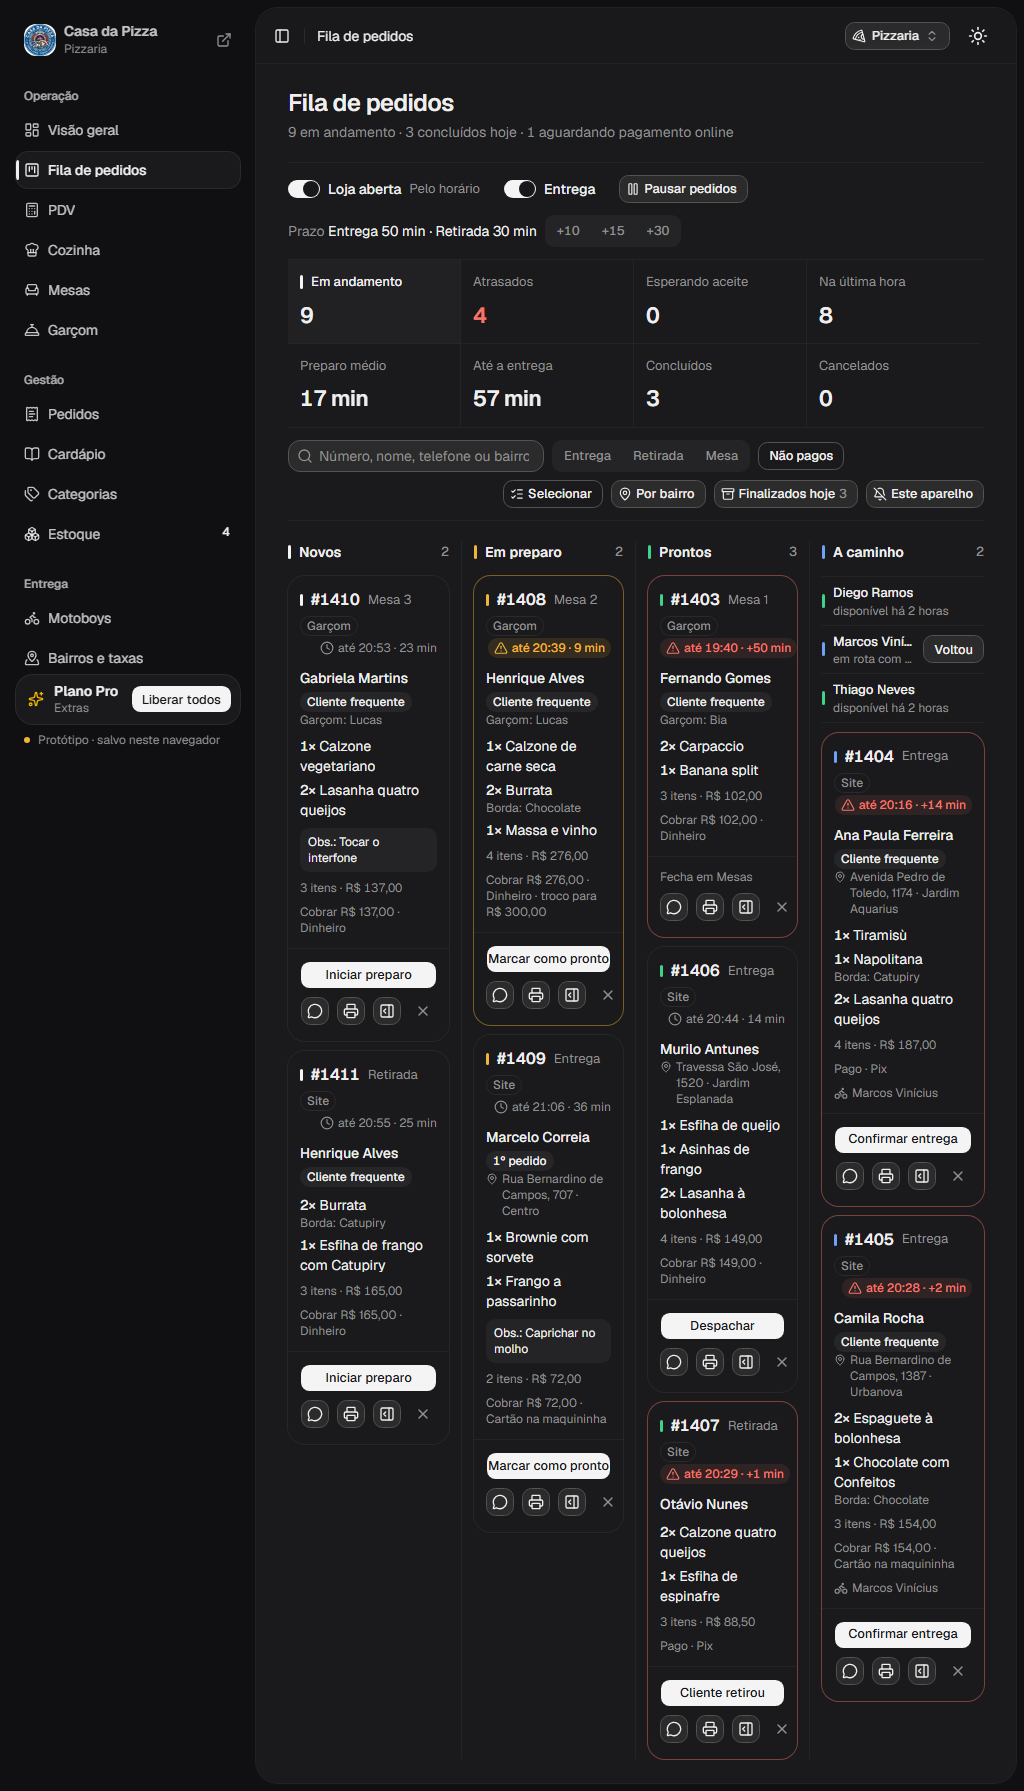 Casa da Pizza
Pizzaria
Operação
Visão geral
Fila de pedidos
PDV
Cozinha
Mesas
Garçom
Gestão
Pedidos
Cardápio
Categorias
Estoque 4
Entrega
Motoboys
Bairros e taxas
Plano Pro
Extras
Liberar todos
Protótipo · salvo neste navegador
Fila de pedidos
Pizzaria
Fila de pedidos
9 em andamento · 3 concluídos hoje · 1 aguardando pagamento online
Loja aberta Pelo horário Entrega Pausar pedidos
Prazo Entrega 50 min · Retirada 30 min +10 +15 +30
Em andamento
9
Atrasados
4
Esperando aceite
0
Na última hora
8
Preparo médio
17 min
Até a entrega
57 min
Concluídos
3
Cancelados
0
Número, nome, telefone ou bairro
Entrega Retirada Mesa Não pagos
Selecionar Por bairro Finalizados hoje 3 Este aparelho
Novos 2
#1410 Mesa 3
Garçom
até 20:53 · 23 min
Gabriela Martins
Cliente frequente
Garçom: Lucas
1× Calzone
vegetariano
2× Lasanha quatro
queijos
Obs.: Tocar o
interfone
3 itens · R$ 137,00
Cobrar R$ 137,00 ·
Dinheiro
Iniciar preparo
#1411 Retirada
Site
até 20:55 · 25 min
Henrique Alves
Cliente frequente
2× Burrata
Borda: Catupiry
1× Esfiha de frango
com Catupiry
3 itens · R$ 165,00
Cobrar R$ 165,00 ·
Dinheiro
Iniciar preparo
Em preparo 2
#1408 Mesa 2
Garçom
até 20:39 · 9 min
Henrique Alves
Cliente frequente
Garçom: Lucas
1× Calzone de
carne seca
2× Burrata
Borda: Chocolate
1× Massa e vinho
4 itens · R$ 276,00
Cobrar R$ 276,00 ·
Dinheiro · troco para
R$ 300,00
Marcar como pronto
#1409 Entrega
Site
até 21:06 · 36 min
Marcelo Correia
1º pedido
Rua Bernardino de
Campos, 707 ·
Centro
1× Brownie com
sorvete
1× Frango a
passarinho
Obs.: Caprichar no
molho
2 itens · R$ 72,00
Cobrar R$ 72,00 ·
Cartão na maquininha
Marcar como pronto
Prontos 3
#1403 Mesa 1
Garçom
até 19:40 · +50 min
Fernando Gomes
Cliente frequente
Garçom: Bia
2× Carpaccio
1× Banana split
3 itens · R$ 102,00
Cobrar R$ 102,00 ·
Dinheiro
Fecha em Mesas
#1406 Entrega
Site
até 20:44 · 14 min
Murilo Antunes
Travessa São José,
1520 · Jardim
Esplanada
1× Esfiha de queijo
1× Asinhas de
frango
2× Lasanha à
bolonhesa
4 itens · R$ 149,00
Cobrar R$ 149,00 ·
Dinheiro
Despachar
#1407 Retirada
Site
até 20:29 · +1 min
Otávio Nunes
2× Calzone quatro
queijos
1× Esfiha de
espinafre
3 itens · R$ 88,50
Pago · Pix
Cliente retirou
A caminho 2
Diego Ramos
disponível há 2 horas
Marcos Viní...
em rota com ...
Voltou
Thiago Neves
disponível há 2 horas
#1404 Entrega
Site
até 20:16 · +14 min
Ana Paula Ferreira
Cliente frequente
Avenida Pedro de
Toledo, 1174 · Jardim
Aquarius
1× Tiramisù
1× Napolitana
Borda: Catupiry
2× Lasanha quatro
queijos
4 itens · R$ 187,00
Pago · Pix
Marcos Vinícius
Confirmar entrega
#1405 Entrega
Site
até 20:28 · +2 min
Camila Rocha
Cliente frequente
Rua Bernardino de
Campos, 1387 ·
Urbanova
2× Espaguete à
bolonhesa
1× Chocolate com
Confeitos
Borda: Chocolate
3 itens · R$ 154,00
Cobrar R$ 154,00 ·
Cartão na maquininha
Marcos Vinícius
Confirmar entrega